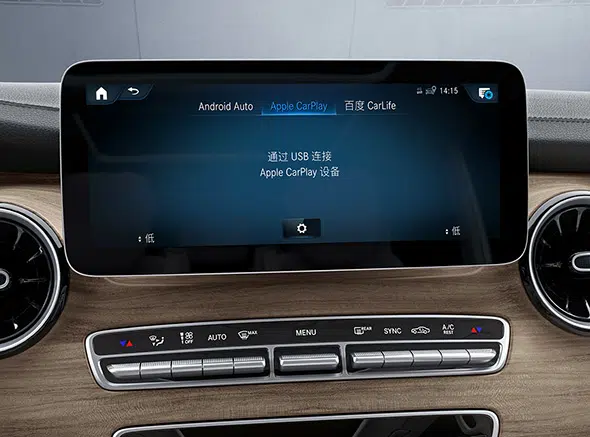 14:15
Android Auto Apple CarPlay 百度 CarLife
通过 USB 连接
Apple CarPlay 设备
低 低
OFF AUTO MAX MENU REAR SYNC A/C
REST